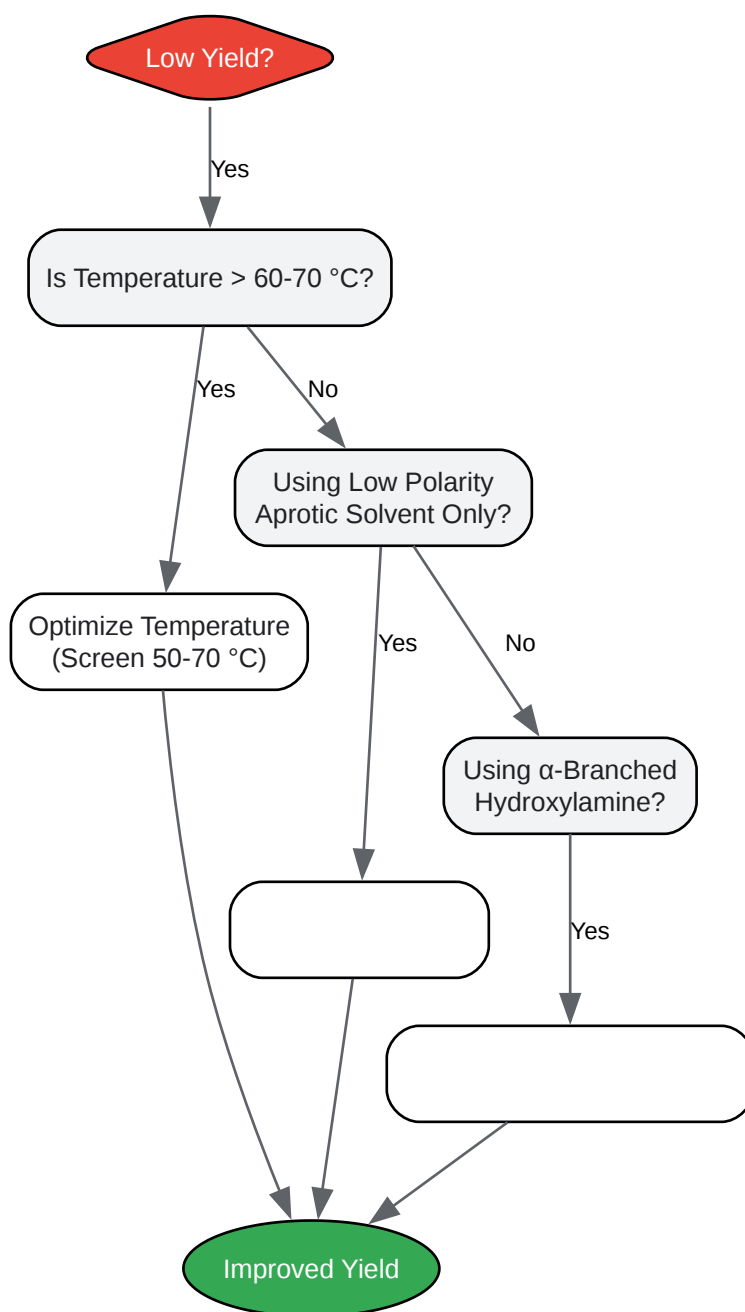 Low Yield?
Yes
Is Temperature > 60-70 °C?
Yes
No
Using Low Polarity
Aprotic Solvent Only?
Optimize Temperature
(Screen 50-70 °C)
Yes
No
Using α-Branched
Hydroxylamine?
Yes
Improved Yield